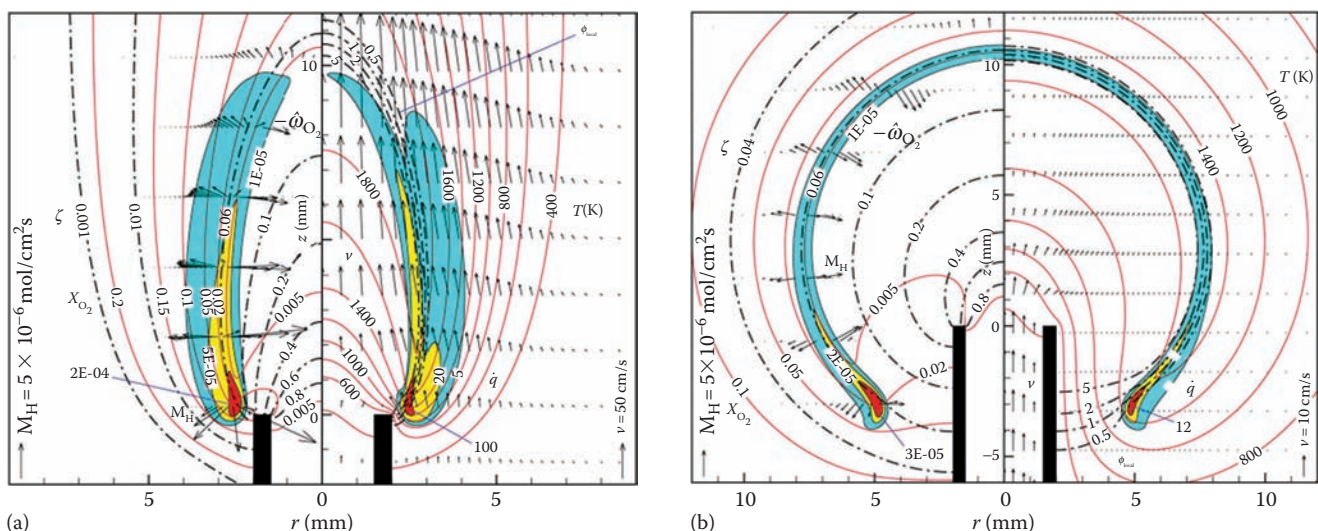 (a)
M_H = 5 × 10⁻⁶ mol/cm²s
ζ
X_O₂
0.001
0.01
0.2
0.15
0.1
0.05
0.02
0.06
1E-05
5E-05
2E-04
M_H
−ω̂_O₂
0.1
0.2
0.005
0.4
0.6
0.8
0.005
z (mm)
10
5
0
0.5
1
2
5
ϕ_local
1800
1600
1400
1200
1000
800
600
400
T(K)
v
20
5
q̇
100
v = 50 cm/s
5
0
5
r (mm)
(b)
M_H = 5×10⁻⁶ mol/cm²s
ζ
0.04
0.06
1E-05
−ω̂_O₂
0.1
0.2
0.4
0.8
M_H
0.005
0.02
2E-05
3E-05
0.05
0.1
X_O₂
z (mm)
10
5
0
−5
T (K)
1000
1200
1400
800
v
5
2
1
0.5
q̇
12
ϕ_local
v = 10 cm/s
10
5
0
5
10
r (mm)